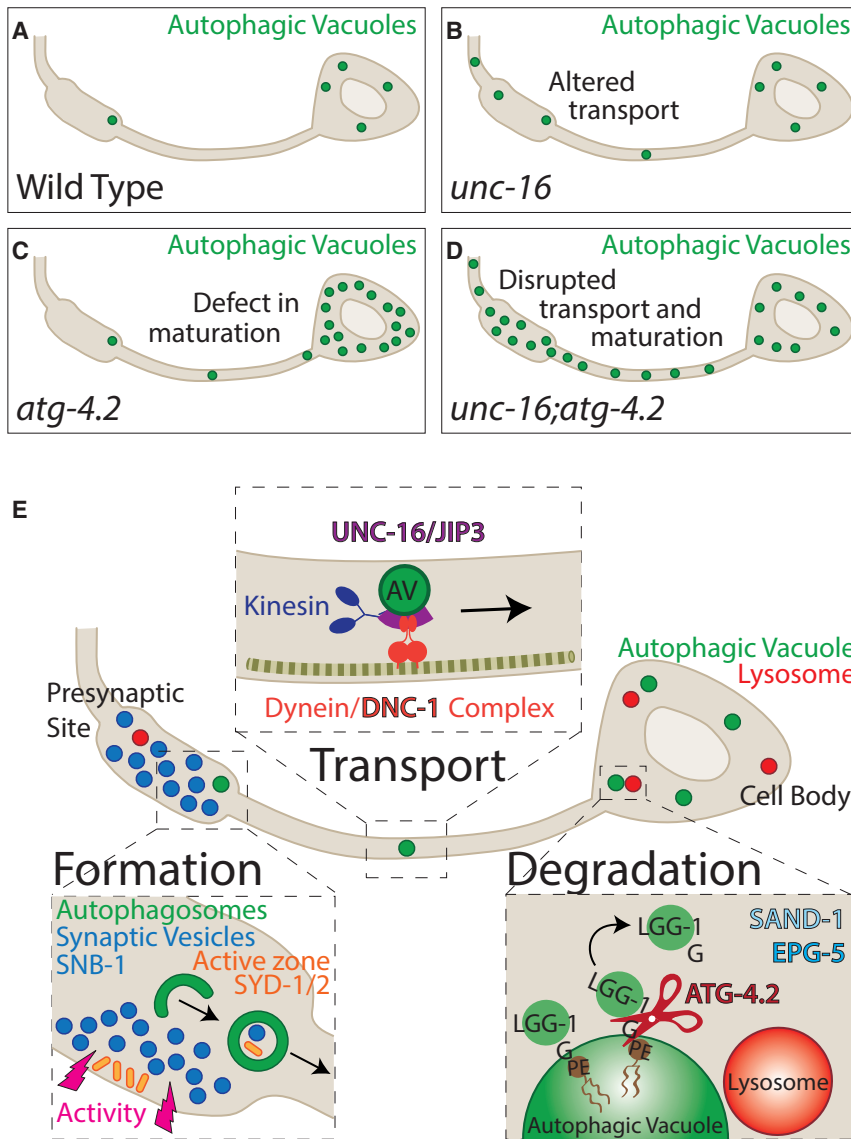 A
Autophagic Vacuoles
Wild Type
B
Autophagic Vacuoles
Altered
transport
unc-16
C
Autophagic Vacuoles
Defect in
maturation
atg-4.2
D
Autophagic Vacuoles
Disrupted
transport and
maturation
unc-16;atg-4.2
E
UNC-16/JIP3
AV
Kinesin
Dynein/DNC-1 Complex
Transport
Presynaptic
Site
Autophagic Vacuole
Lysosome
Cell Body
Formation
Autophagosomes
Synaptic Vesicles
SNB-1
Active zone
SYD-1/2
Activity
Degradation
SAND-1
EPG-5
ATG-4.2
LGG-1
G
LGG-1
G
PE
LGG-1
G
PE
Autophagic Vacuole
Lysosome